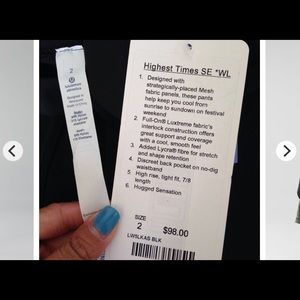 2
lululemon
athletica
Highest Times SE *WL
1. Designed with
strategically-placed Mesh
fabric panels, these pants
help keep you cool from
sunrise to sundown on festival
weekend
2. Full-On® Luxtreme fabric's
interlock construction offers
great support and coverage
with a cool, smooth feel
3. Added Lycra® fibre for stretch
and shape retention
4. Discreet back pocket on no-dig
waistband
5. High rise, tight fit, 7/8
length
6. Hugged Sensation
SIZE
2 $98.00
LW5LKAS BLK